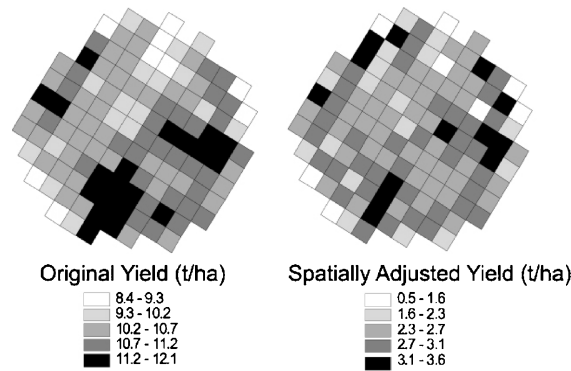 Original Yield (t/ha)
8.4 - 9.3
9.3 - 10.2
10.2 - 10.7
10.7 - 11.2
11.2 - 12.1
Spatially Adjusted Yield (t/ha)
0.5 - 1.6
1.6 - 2.3
2.3 - 2.7
2.7 - 3.1
3.1 - 3.6